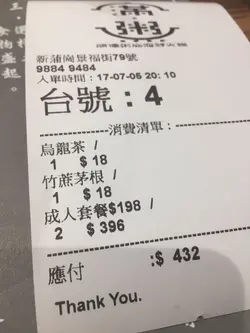 滿
粥
新蒲崗景福街79號
9884 9484
入單時間：17-07-05 20: 10
台號：4
消費清單：
烏龍茶 /
1 $ 18
竹蔗茅根 /
1 $ 18
成人套餐$198 /
2 $ 396
應付 :$ 432
Thank You.